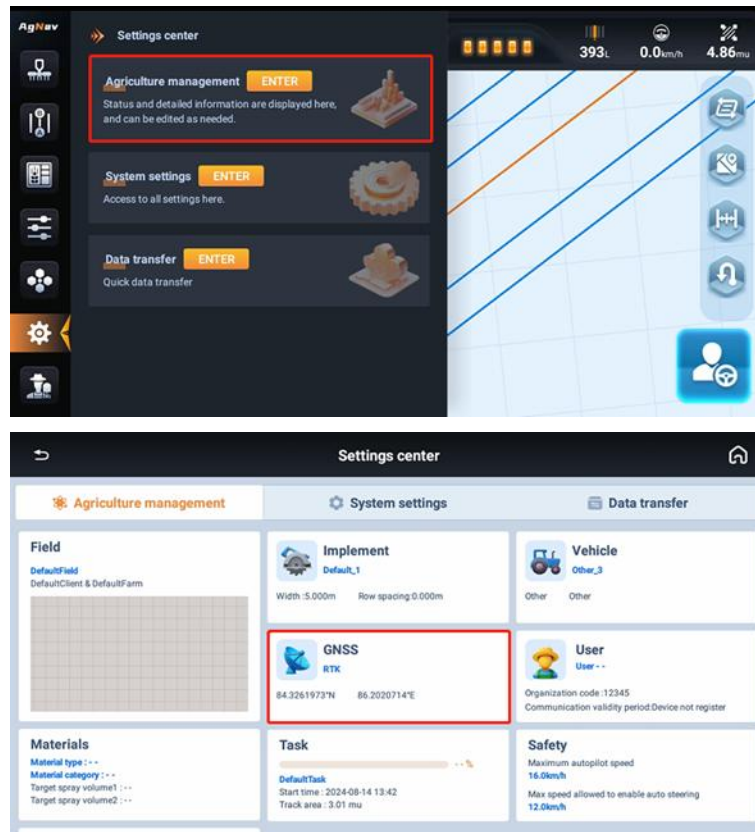 AgNav
Settings center
393L 0.0km/h 4.86mu
Agriculture management ENTER
Status and detailed information are displayed here,
and can be edited as needed.
System settings ENTER
Access to all settings here.
Data transfer ENTER
Quick data transfer
Settings center
Agriculture management System settings Data transfer
Field
DefaultField
DefaultClient & DefaultFarm
Implement
Default_1
Width :5.000m Row spacing:0.000m
Vehicle
Other_3
Other Other
GNSS
RTK
84.3261973°N 86.2020714°E
User
User - -
Organization code :12345
Communication validity period:Device not register
Materials
Material type : - -
Material category : - -
Target spray volume1 : - -
Target spray volume2 : - -
Task
- - %
DefaultTask
Start time : 2024-08-14 13:42
Track area : 3.01 mu
Safety
Maximum autopilot speed
16.0km/h
Max speed allowed to enable auto steering
12.0km/h